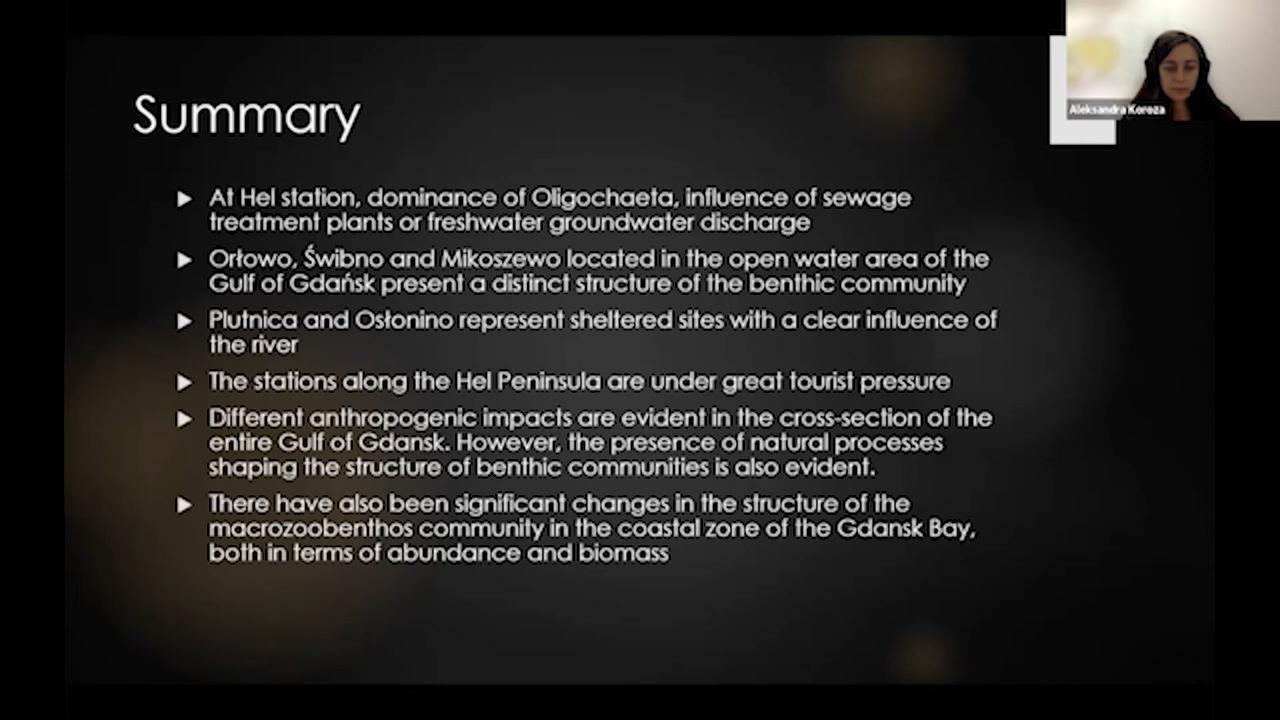 Aleksandra Koroza
Summary
At Hel station, dominance of Oligochaeta, influence of sewage
treatment plants or freshwater groundwater discharge
Orłowo, Świbno and Mikoszewo located in the open water area of the
Gulf of Gdańsk present a distinct structure of the benthic community
Plutnica and Osłonino represent sheltered sites with a clear influence of
the river
The stations along the Hel Peninsula are under great tourist pressure
Different anthropogenic impacts are evident in the cross-section of the
entire Gulf of Gdansk. However, the presence of natural processes
shaping the structure of benthic communities is also evident.
There have also been significant changes in the structure of the
macrozoobenthos community in the coastal zone of the Gdansk Bay,
both in terms of abundance and biomass